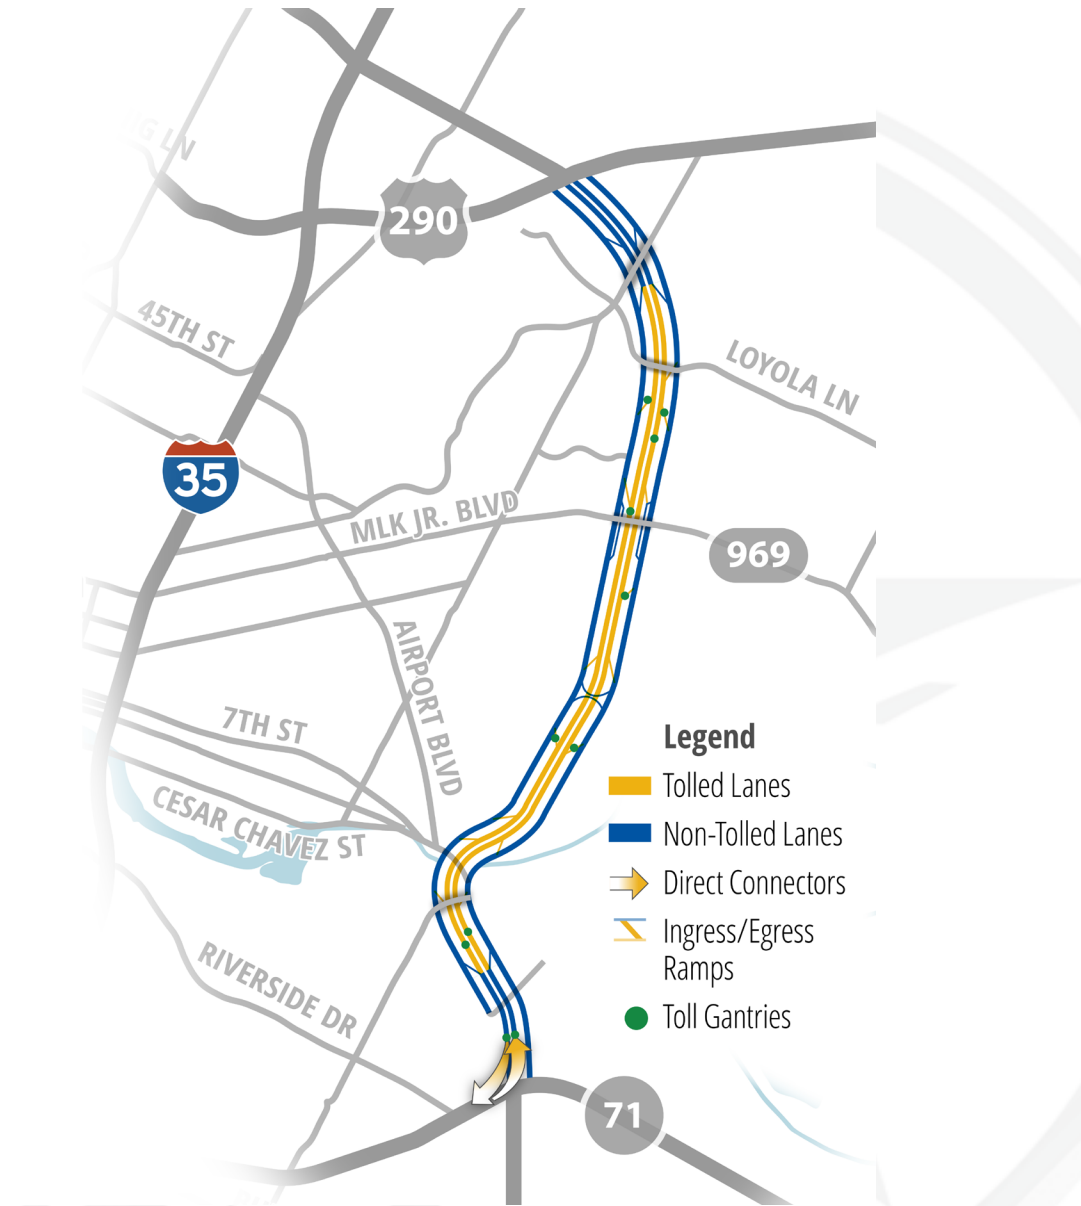 LN
290
45TH ST
LOYOLA LN
35
MLK JR. BLVD
969
AIRPORT BLVD
7TH ST
CESAR CHAVEZ ST
RIVERSIDE DR
71
Legend
Tolled Lanes
Non-Tolled Lanes
Direct Connectors
Ingress/Egress
Ramps
Toll Gantries